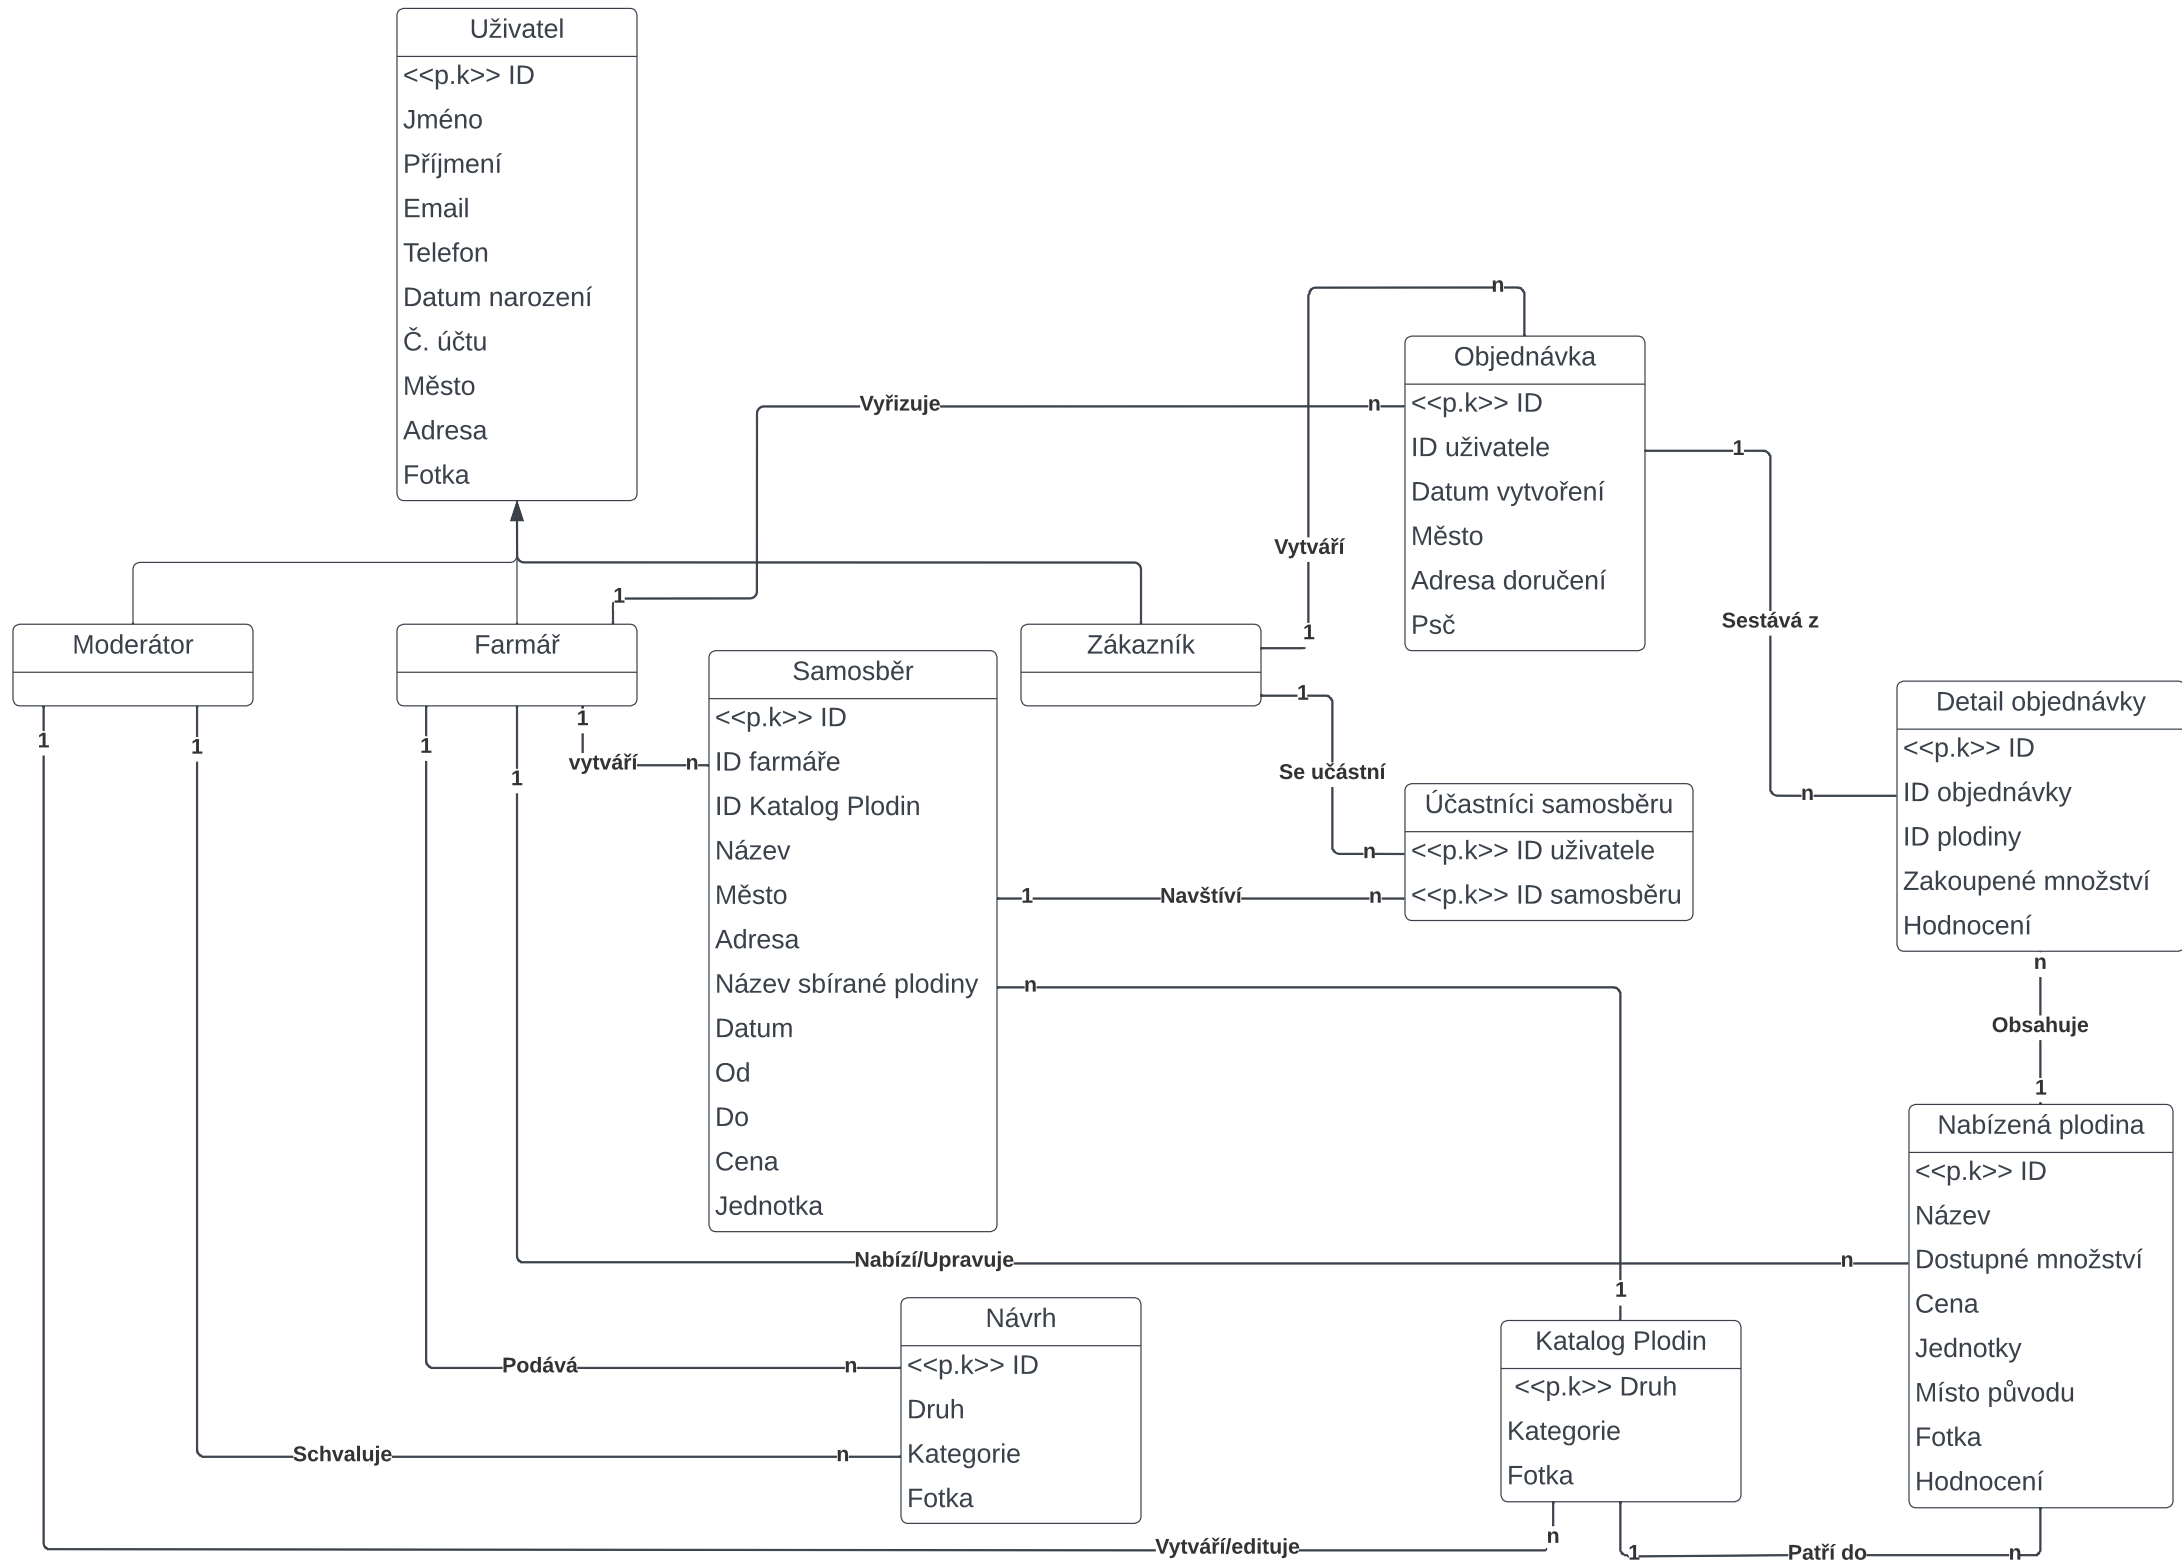 Uživatel
<<p.k>> ID
Jméno
Příjmení
Email
Telefon
Datum narození
Č. účtu
Město
Adresa
Fotka
n
Objednávka
<<p.k>> ID
ID uživatele
Datum vytvoření
Město
Adresa doručení
Psč
Vyřizuje
n
1
Vytváří
1
1
Sestává z
n
Moderátor
Farmář
Zákazník
1
1
1
1
1
vytváří
n
Samosběr
<<p.k>> ID
ID farmáře
ID Katalog Plodin
Název
Město
Adresa
Název sbírané plodiny
Datum
Od
Do
Cena
Jednotka
1
Se učástní
n
Účastníci samosběru
<<p.k>> ID uživatele
<<p.k>> ID samosběru
1
Navštíví
n
Detail objednávky
<<p.k>> ID
ID objednávky
ID plodiny
Zakoupené množství
Hodnocení
n
Obsahuje
1
n
1
Nabízená plodina
<<p.k>> ID
Název
Dostupné množství
Cena
Jednotky
Místo původu
Fotka
Hodnocení
Nabízí/Upravuje
n
Návrh
<<p.k>> ID
Druh
Kategorie
Fotka
Podává
n
Schvaluje
n
Katalog Plodin
<<p.k>> Druh
Kategorie
Fotka
Vytváří/edituje
n
1
Patří do
n